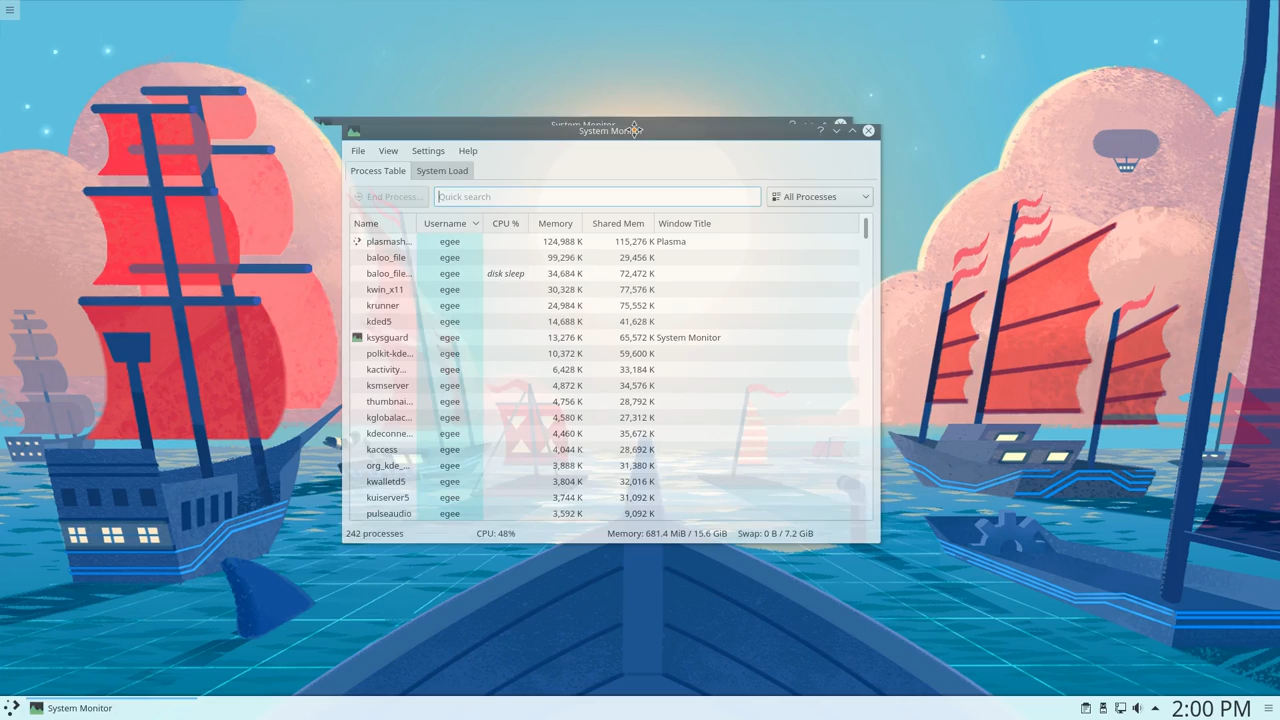 System Monitor
System Monitor
File View Settings Help
Process Table System Load
End Process... Quick search All Processes
Name Username CPU % Memory Shared Mem Window Title
plasmash... egee 124,988 K 115,276 K Plasma
baloo_file egee 99,296 K 29,456 K
baloo_file... egee disk sleep 34,684 K 72,472 K
kwin_x11 egee 30,328 K 77,576 K
krunner egee 24,984 K 75,552 K
kded5 egee 14,688 K 41,628 K
ksysguard egee 13,276 K 65,572 K System Monitor
polkit-kde... egee 10,372 K 59,600 K
kactivity... egee 6,428 K 33,184 K
ksmserver egee 4,872 K 34,576 K
thumbnai... egee 4,756 K 28,792 K
kglobalac... egee 4,580 K 27,312 K
kdeconne... egee 4,460 K 35,672 K
kaccess egee 4,044 K 28,692 K
org_kde_... egee 3,888 K 31,380 K
kwalletd5 egee 3,804 K 32,016 K
kuiserver5 egee 3,744 K 31,092 K
pulseaudio egee 3,592 K 9,092 K
242 processes CPU: 48% Memory: 681.4 MiB / 15.6 GiB Swap: 0 B / 7.2 GiB
System Monitor 2:00 PM